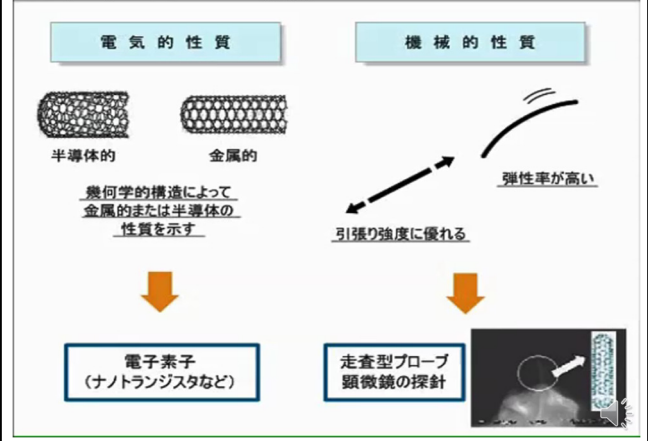 電気的性質
機械的性質
半導体的
金属的
幾何学的構造によって
金属的または半導体の
性質を示す
弾性率が高い
引張り強度に優れる
電子素子
(ナノトランジスタなど)
走査型プローブ
顕微鏡の探針